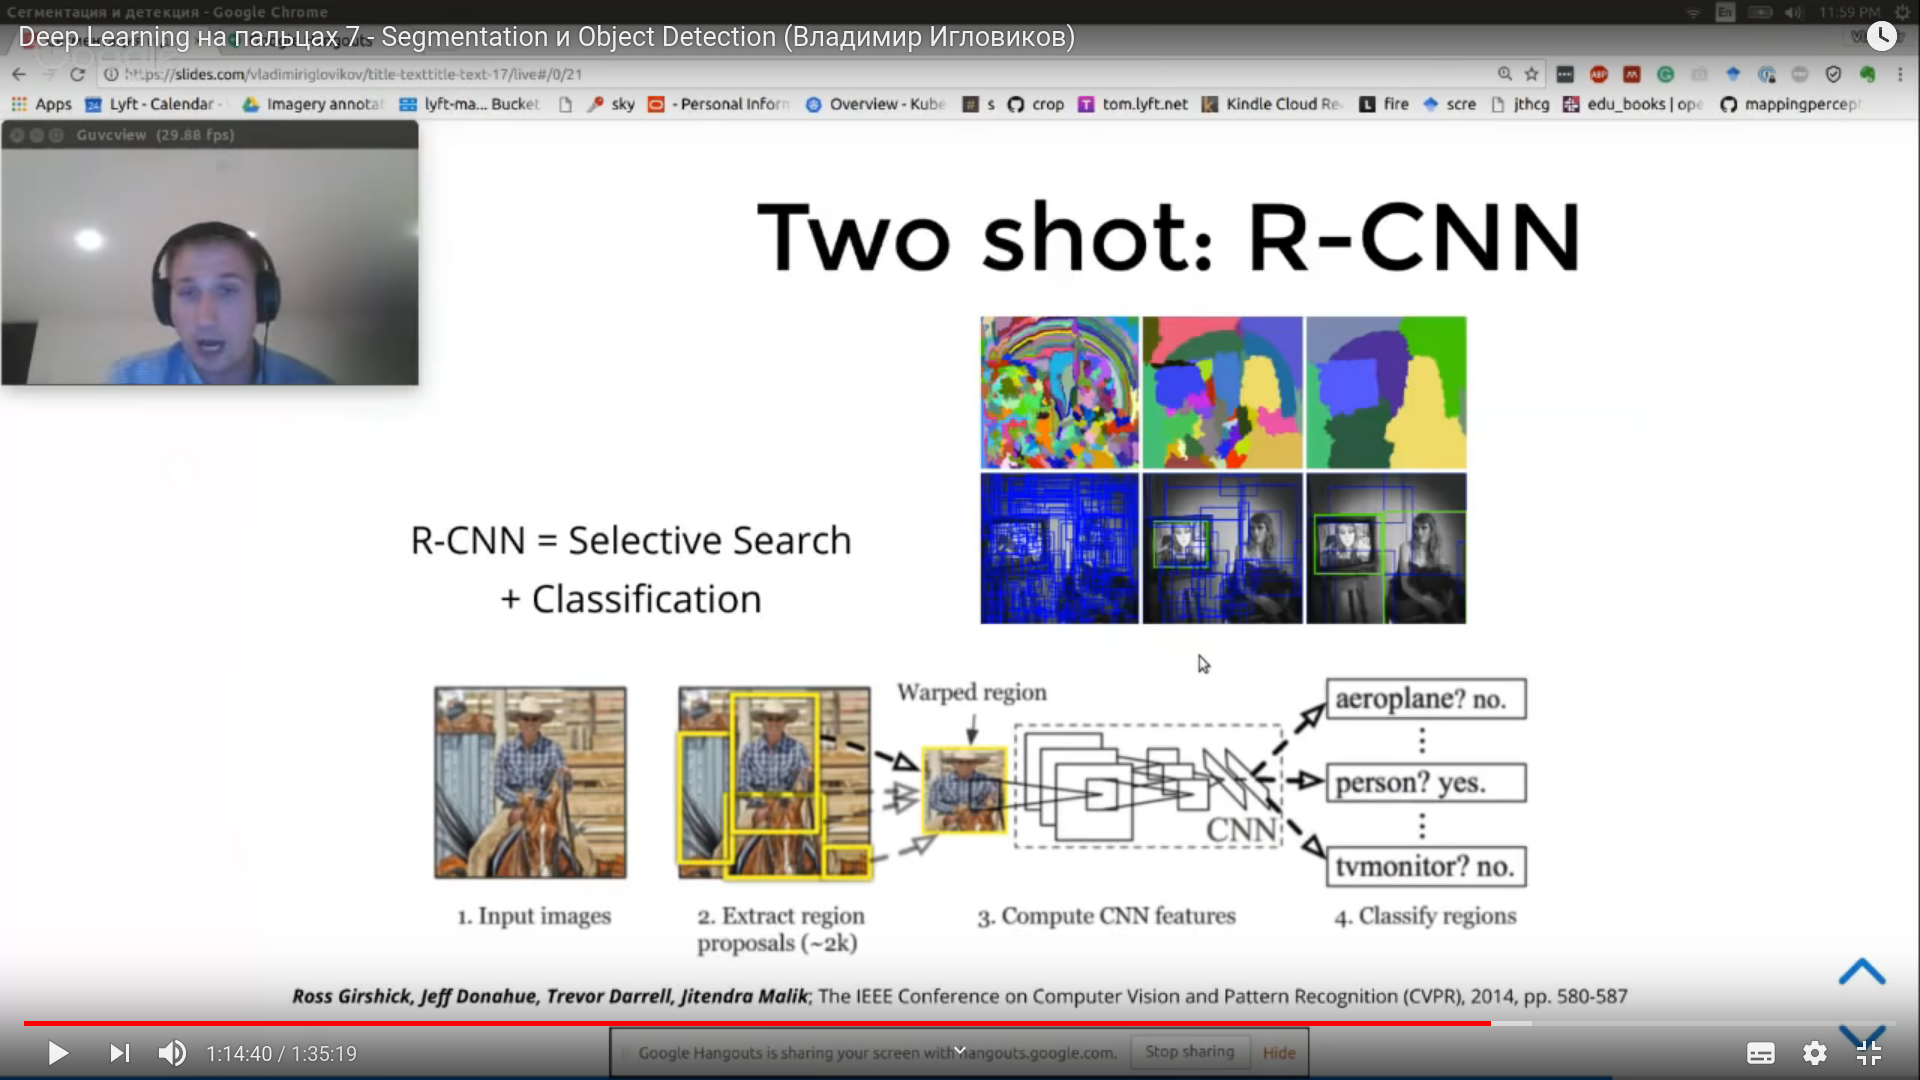 Сегментация и детекция - Google Chrome
En
11:59 PM
Deep Learning на пальцах 7 - Segmentation и Object Detection (Владимир Игловиков)
https://slides.com/vladimiriglovikov/title-texttitle-text-17/live#/0/21
ABP
Apps
Lyft - Calendar -
Imagery annotat
lyft-ma... Bucket
sky
- Personal Inforr
Overview - Kube
s
crop
tom.lyft.net
Kindle Cloud Re
fire
scre
jthcg
edu_books | ope
mappingpercep
Guvcview (29.88 fps)
Two shot: R-CNN
R-CNN = Selective Search
+ Classification
Warped region
aeroplane? no.
person? yes.
CNN
tvmonitor? no.
1. Input images
2. Extract region
proposals (~2k)
3. Compute CNN features
4. Classify regions
Ross Girshick, Jeff Donahue, Trevor Darrell, Jitendra Malik; The IEEE Conference on Computer Vision and Pattern Recognition (CVPR), 2014, pp. 580-587
1:14:40 / 1:35:19
Google Hangouts is sharing your screen with hangouts.google.com.
Stop sharing
Hide